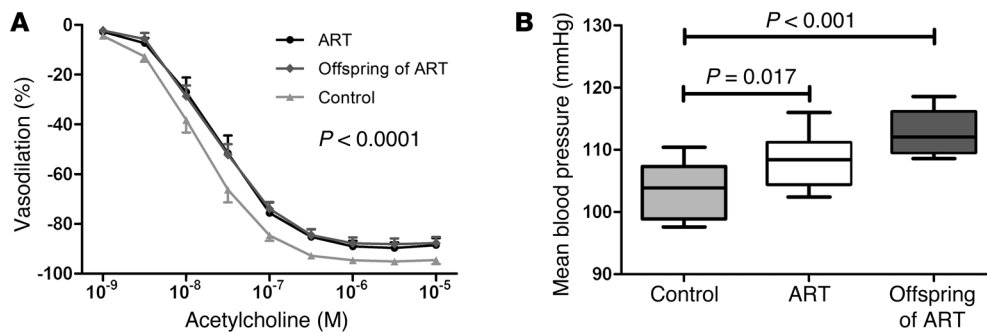 A
Vasodilation (%)
0
-20
-40
-60
-80
-100
ART
Offspring of ART
Control
P < 0.0001
10⁻⁹ 10⁻⁸ 10⁻⁷ 10⁻⁶ 10⁻⁵
Acetylcholine (M)
B
Mean blood pressure (mmHg)
130
120
110
100
90
P < 0.001
P = 0.017
Control ART Offspring
of ART